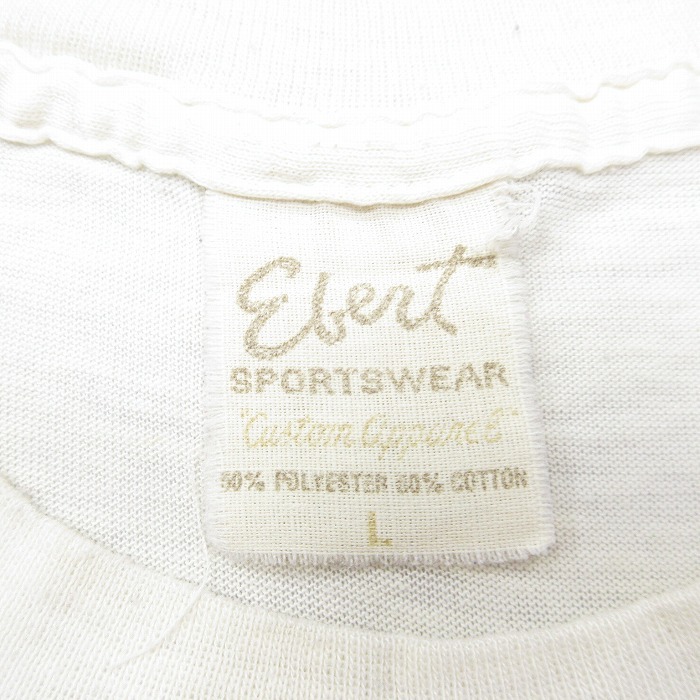 Ebert
SPORTSWEAR
"Custom Apparel"
50% POLYESTER 50% COTTON
L